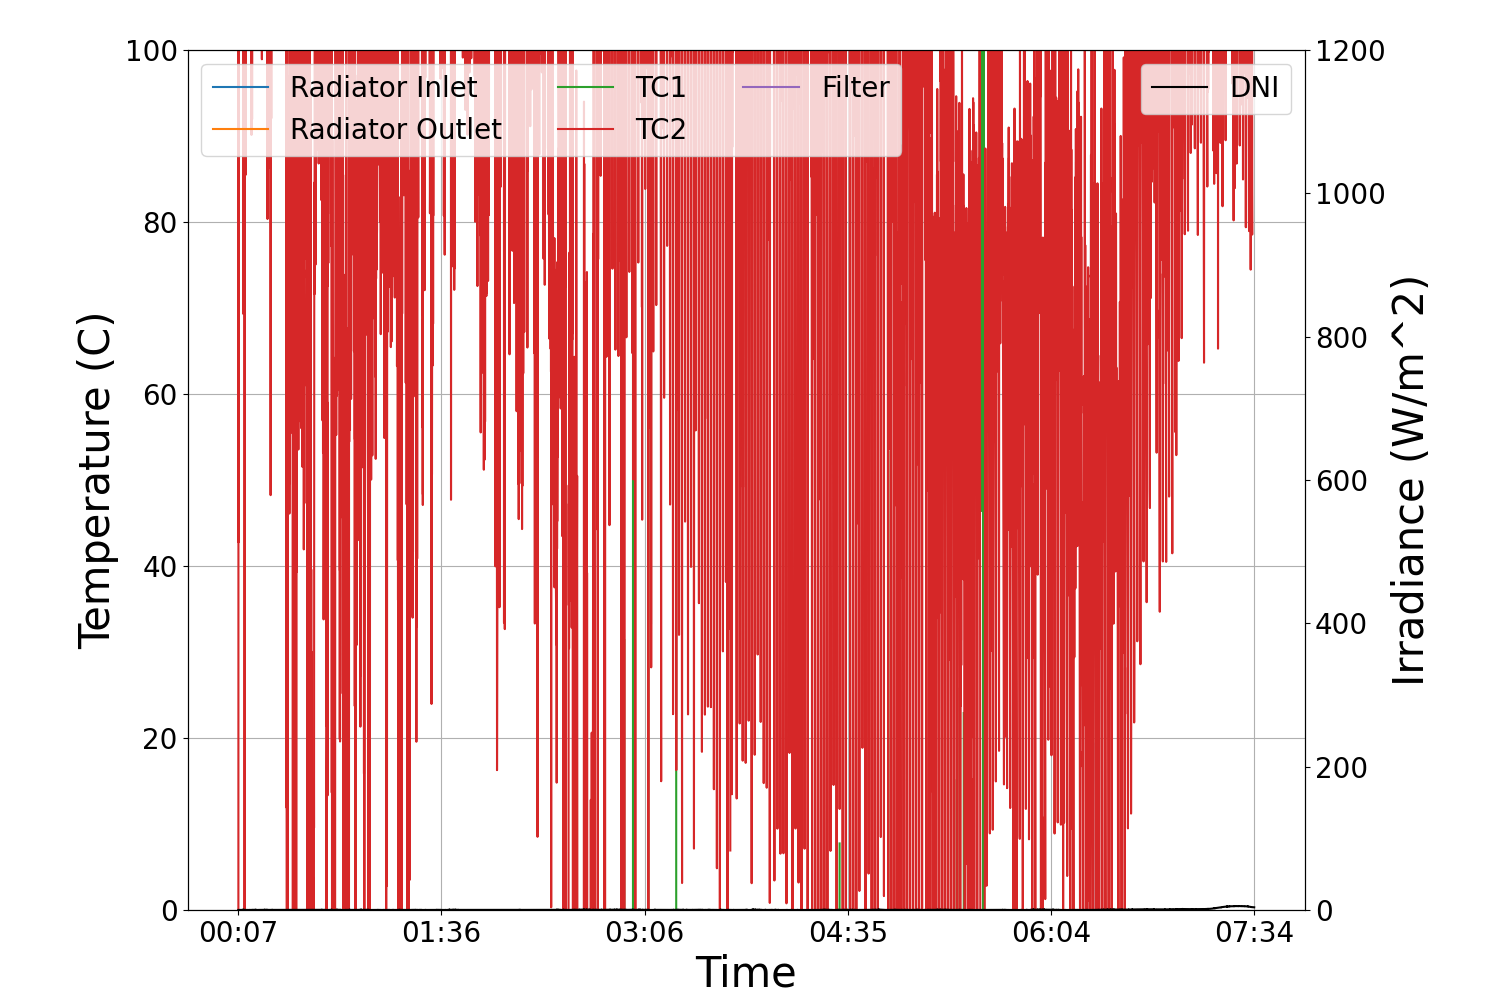 Radiator Inlet
Radiator Outlet
TC1
TC2
Filter
DNI
100
80
60
40
20
0
Temperature (C)
1200
1000
800
600
400
200
0
Irradiance (W/m^2)
00:07 01:36 03:06 04:35 06:04 07:34
Time